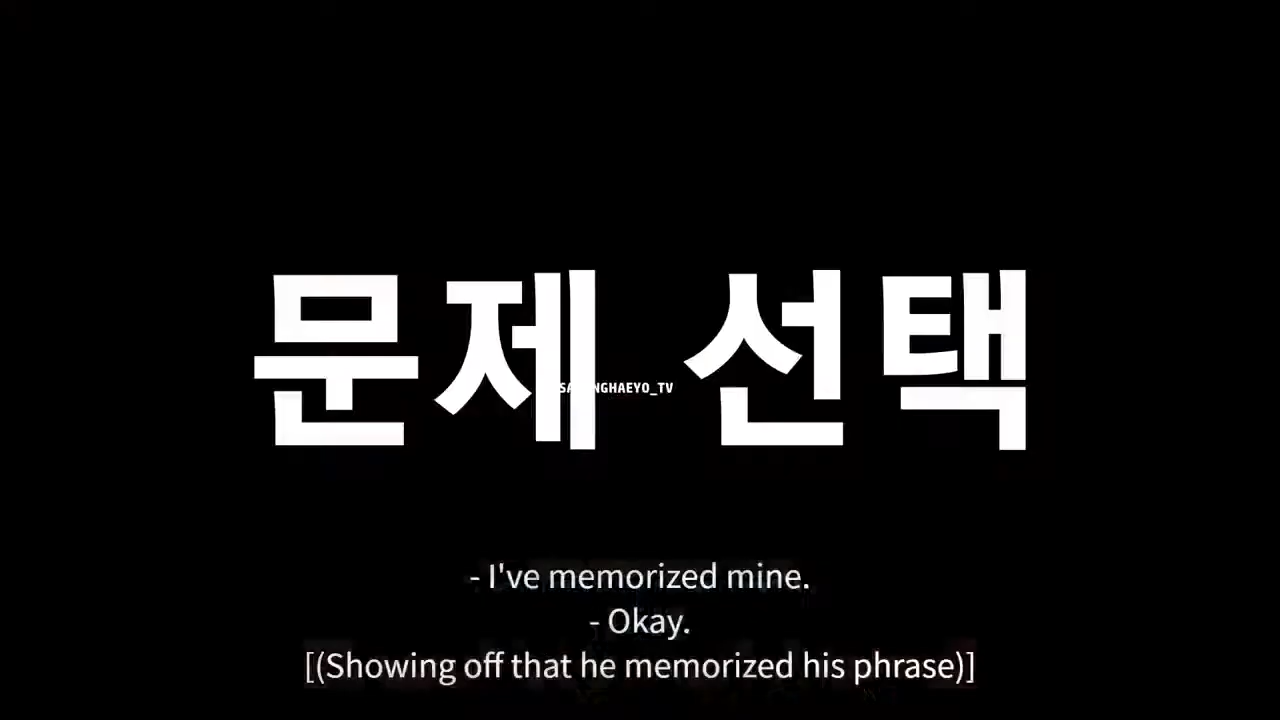 문제 선택
- I've memorized mine.
- Okay.
[(Showing off that he memorized his phrase)]